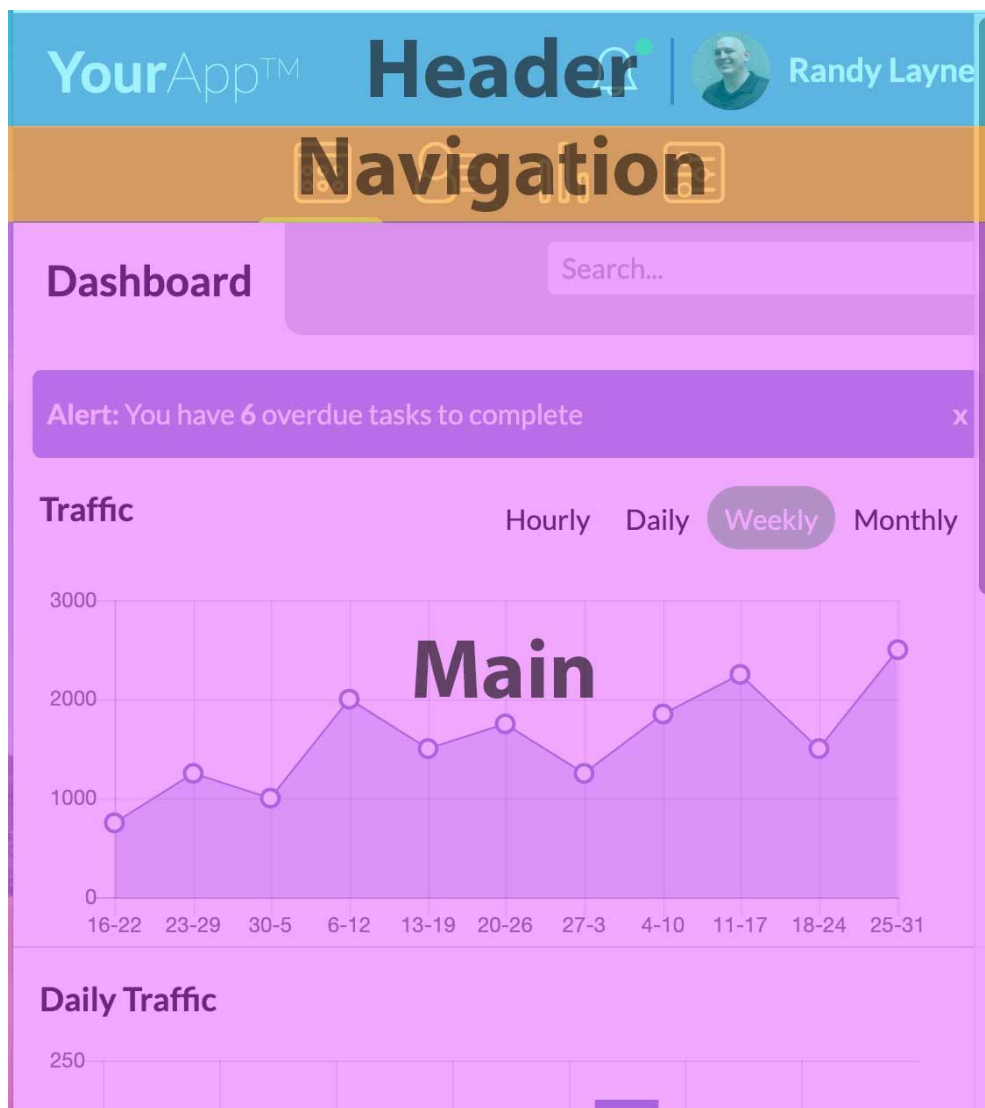 YourApp™ Header Randy Layne
Navigation
Dashboard Search...
Alert: You have 6 overdue tasks to complete x
Traffic Hourly Daily Weekly Monthly
3000
Main
2000
1000
0
16-22 23-29 30-5 6-12 13-19 20-26 27-3 4-10 11-17 18-24 25-31
Daily Traffic
250